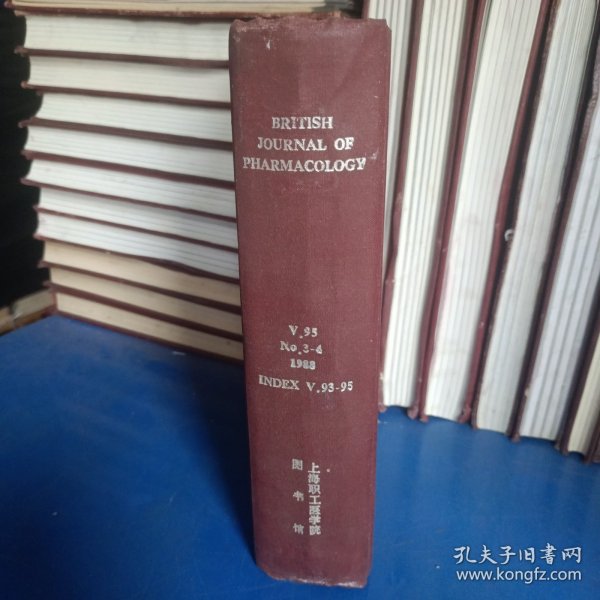 BRITISH
JOURNAL OF
PHARMACOLOGY
V.95
No.3-4
1988
INDEX V.93-95
上海职工医学院
图书馆
孔夫子旧书网
www.kongfz.com